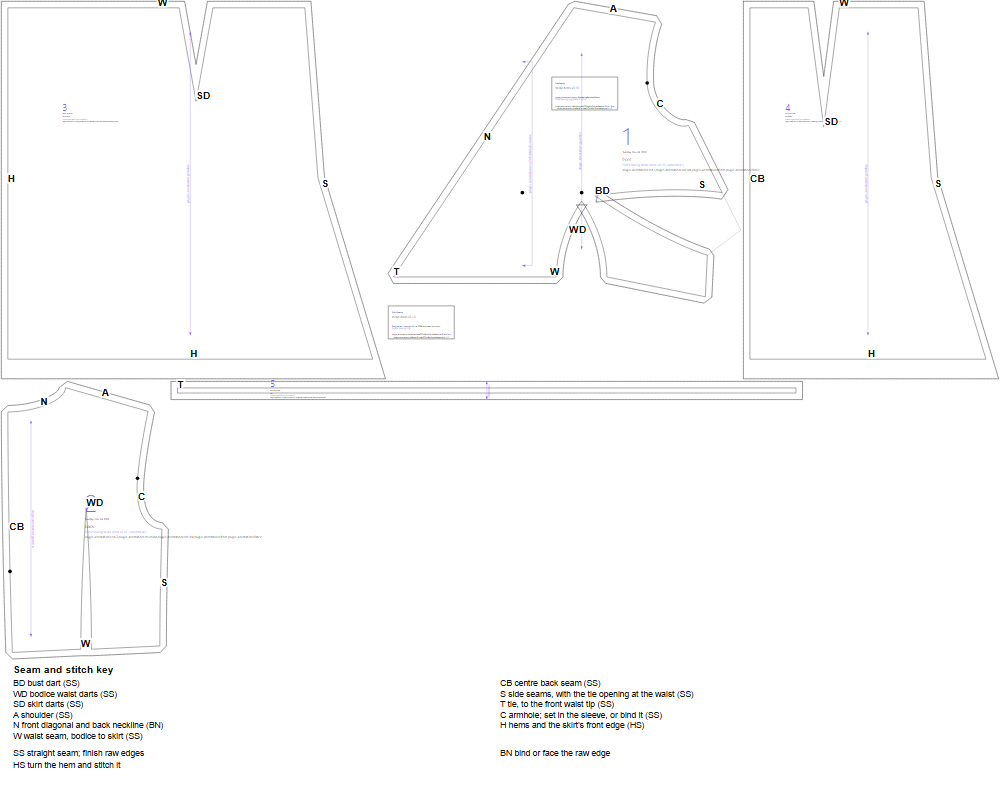 W
A
W
3
SD
C
4
SD
N
1
H
S
S
BD
CB
S
WD
T
W
H
H
T
5
N
A
C
WD
CB
S
W
Seam and stitch key
BD bust dart (SS)
WD bodice waist darts (SS)
SD skirt darts (SS)
A shoulder (SS)
N front diagonal and back neckline (BN)
W waist seam, bodice to skirt (SS)
SS straight seam; finish raw edges
HS turn the hem and stitch it
CB centre back seam (SS)
S side seams, with the tie opening at the waist (SS)
T tie, to the front waist tip (SS)
C armhole; set in the sleeve, or bind it (SS)
H hems and the skirt's front edge (HS)
BN bind or face the raw edge